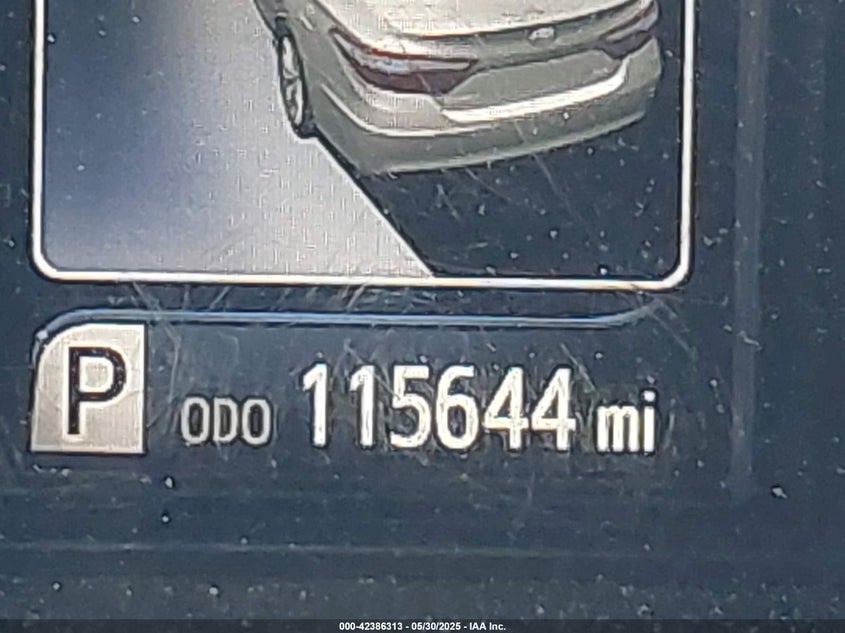 P ODO 115644 mi
000-42386313 - 05/30/2025 - IAA Inc.